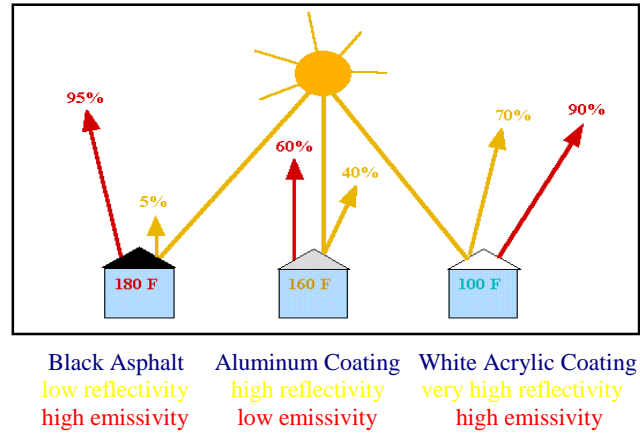 95%
5%
60%
40%
70%
90%
180 F
160 F
100 F
Black Asphalt
low reflectivity
high emissivity
Aluminum Coating
high reflectivity
low emissivity
White Acrylic Coating
very high reflectivity
high emissivity